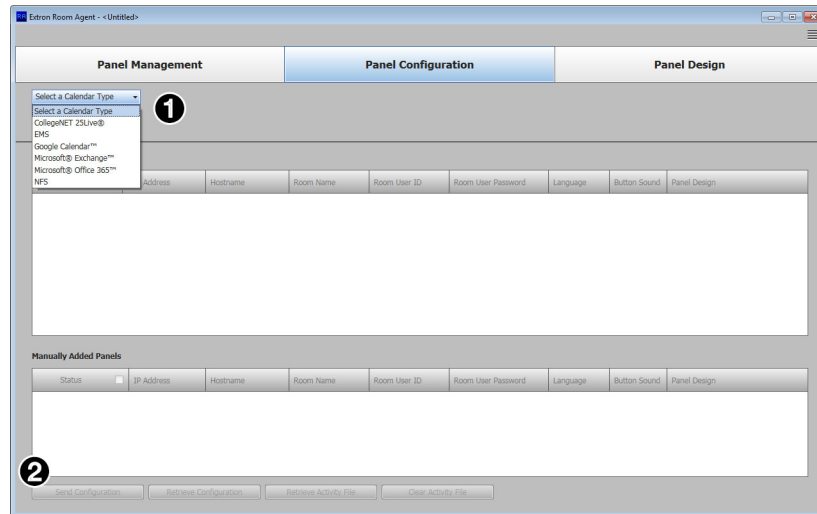 RA Extron Room Agent - <Untitled>
Panel Management Panel Configuration Panel Design
Select a Calendar Type
1
Select a Calendar Type
CollegeNET 25Live®
EMS
Google Calendar™
Microsoft® Exchange™
Microsoft® Office 365™
NFS
Address Hostname Room Name Room User ID Room User Password Language Button Sound Panel Design
Manually Added Panels
Status IP Address Hostname Room Name Room User ID Room User Password Language Button Sound Panel Design
2
Send Configuration Retrieve Configuration Retrieve Activity File Clear Activity File